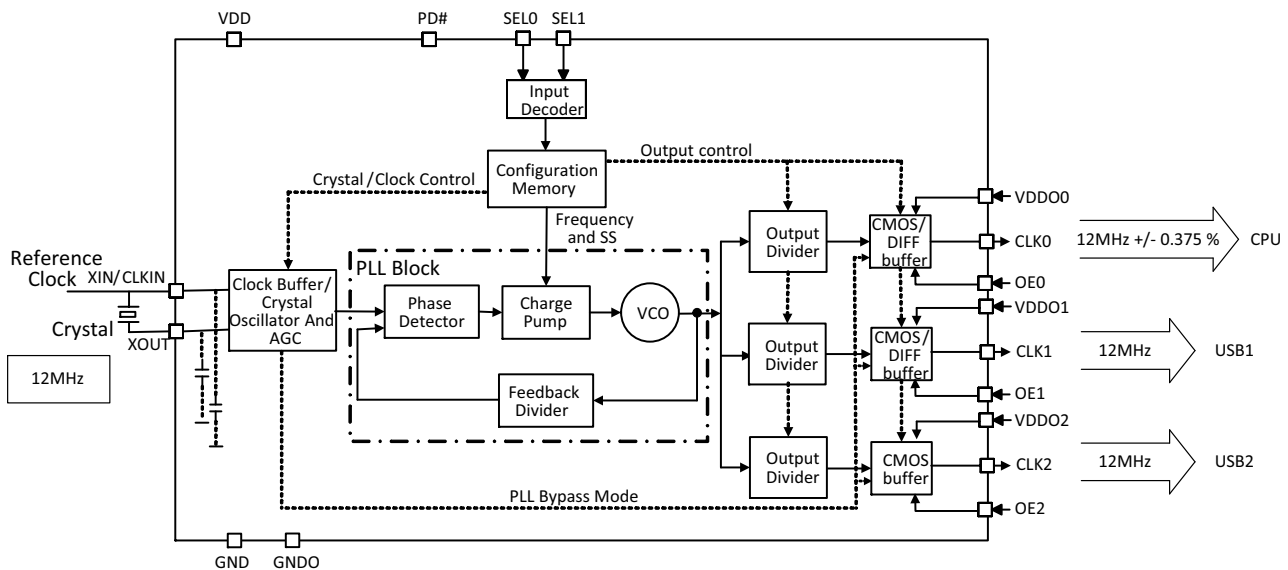 VDD
PD#
SEL0
SEL1
Input
Decoder
Output control
Configuration
Memory
Crystal /Clock Control
Frequency
and SS
VDDO0
CMOS/
DIFF
buffer
Output
Divider
CLK0
12MHz +/- 0.375 %
CPU
OE0
Reference
Clock
XIN/CLKIN
PLL Block
Clock Buffer/
Crystal
Oscillator And
AGC
Phase
Detector
Charge
Pump
VCO
VDDO1
Crystal
XOUT
Output
Divider
CMOS/
DIFF
buffer
CLK1
12MHz
USB1
12MHz
Feedback
Divider
OE1
VDDO2
Output
Divider
CMOS
buffer
CLK2
12MHz
USB2
PLL Bypass Mode
OE2
GND
GNDO